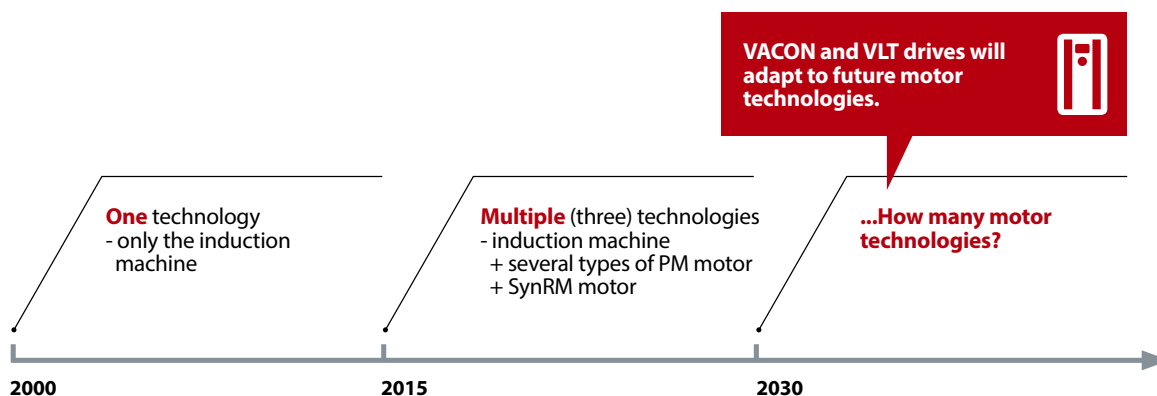 VACON and VLT drives will
adapt to future motor
technologies.
One technology
- only the induction
machine
Multiple (three) technologies
- induction machine
+ several types of PM motor
+ SynRM motor
...How many motor
technologies?
2000
2015
2030